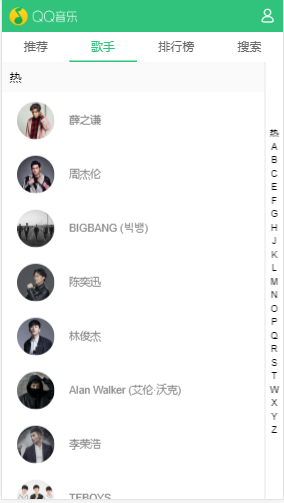 QQ音乐
推荐 歌手 排行榜 搜索
热
薛之谦
周杰伦
BIGBANG (빅뱅)
陈奕迅
林俊杰
Alan Walker (艾伦·沃克)
李荣浩
TFBOYS
热
A
B
C
E
F
G
H
J
K
L
M
N
O
P
Q
R
S
T
W
X
Y
Z